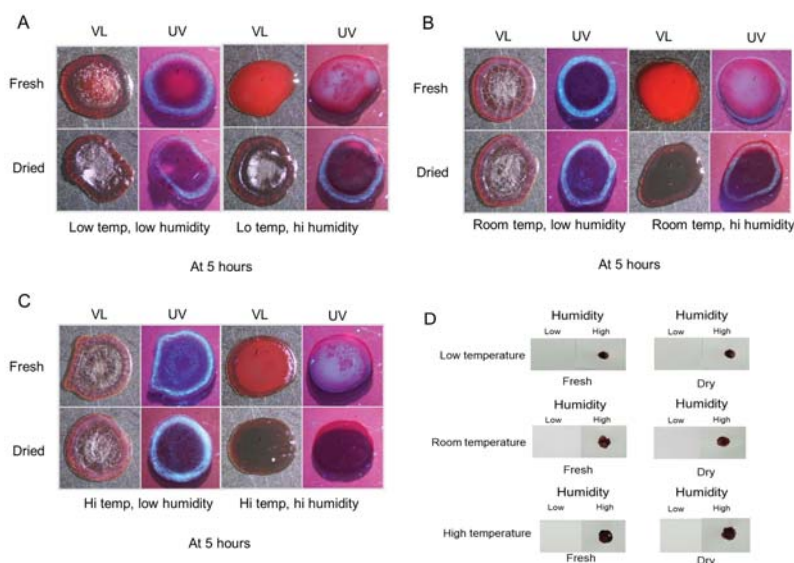 A
VL UV VL UV
Fresh
Dried
Low temp, low humidity Lo temp, hi humidity
At 5 hours
B
VL UV VL UV
Fresh
Dried
Room temp, low humidity Room temp, hi humidity
At 5 hours
C
VL UV VL UV
Fresh
Dried
Hi temp, low humidity Hi temp, hi humidity
At 5 hours
D
Humidity Humidity
Low High Low High
Low temperature
Fresh Dry
Humidity Humidity
Low High Low High
Room temperature
Fresh Dry
Humidity Humidity
Low High Low High
High temperature
Fresh Dry